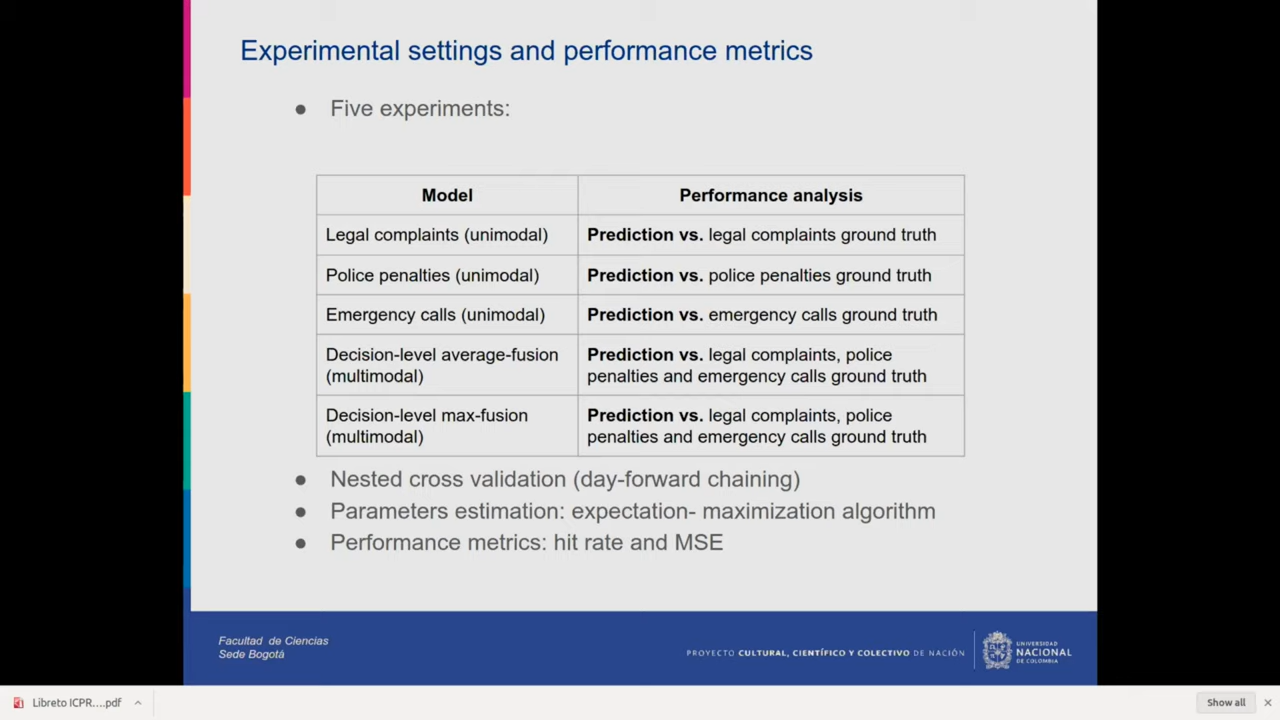 Experimental settings and performance metrics
● Five experiments:
Model Performance analysis
Legal complaints (unimodal) Prediction vs. legal complaints ground truth
Police penalties (unimodal) Prediction vs. police penalties ground truth
Emergency calls (unimodal) Prediction vs. emergency calls ground truth
Decision-level average-fusion Prediction vs. legal complaints, police
(multimodal) penalties and emergency calls ground truth
Decision-level max-fusion Prediction vs. legal complaints, police
(multimodal) penalties and emergency calls ground truth
● Nested cross validation (day-forward chaining)
● Parameters estimation: expectation- maximization algorithm
● Performance metrics: hit rate and MSE
Facultad de Ciencias
Sede Bogotá
PROYECTO CULTURAL, CIENTÍFICO Y COLECTIVO DE NACIÓN
UNIVERSIDAD
NACIONAL
DE COLOMBIA
Libreto ICPR....pdf
Show all